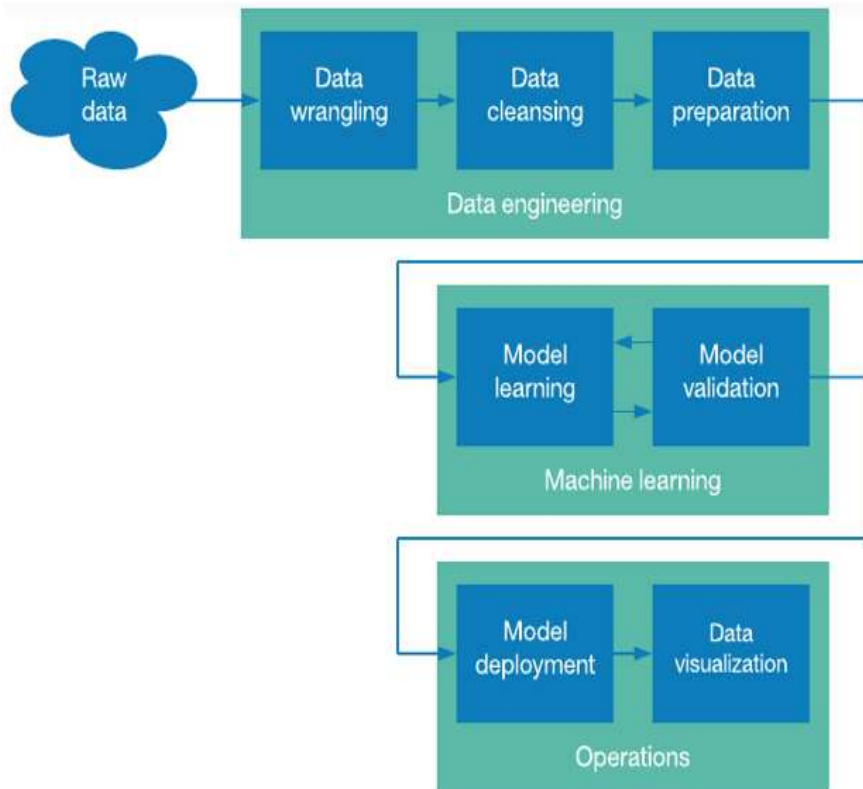 Raw
data
Data
wrangling
Data
cleansing
Data
preparation
Data engineering
Model
learning
Model
validation
Machine learning
Model
deployment
Data
visualization
Operations